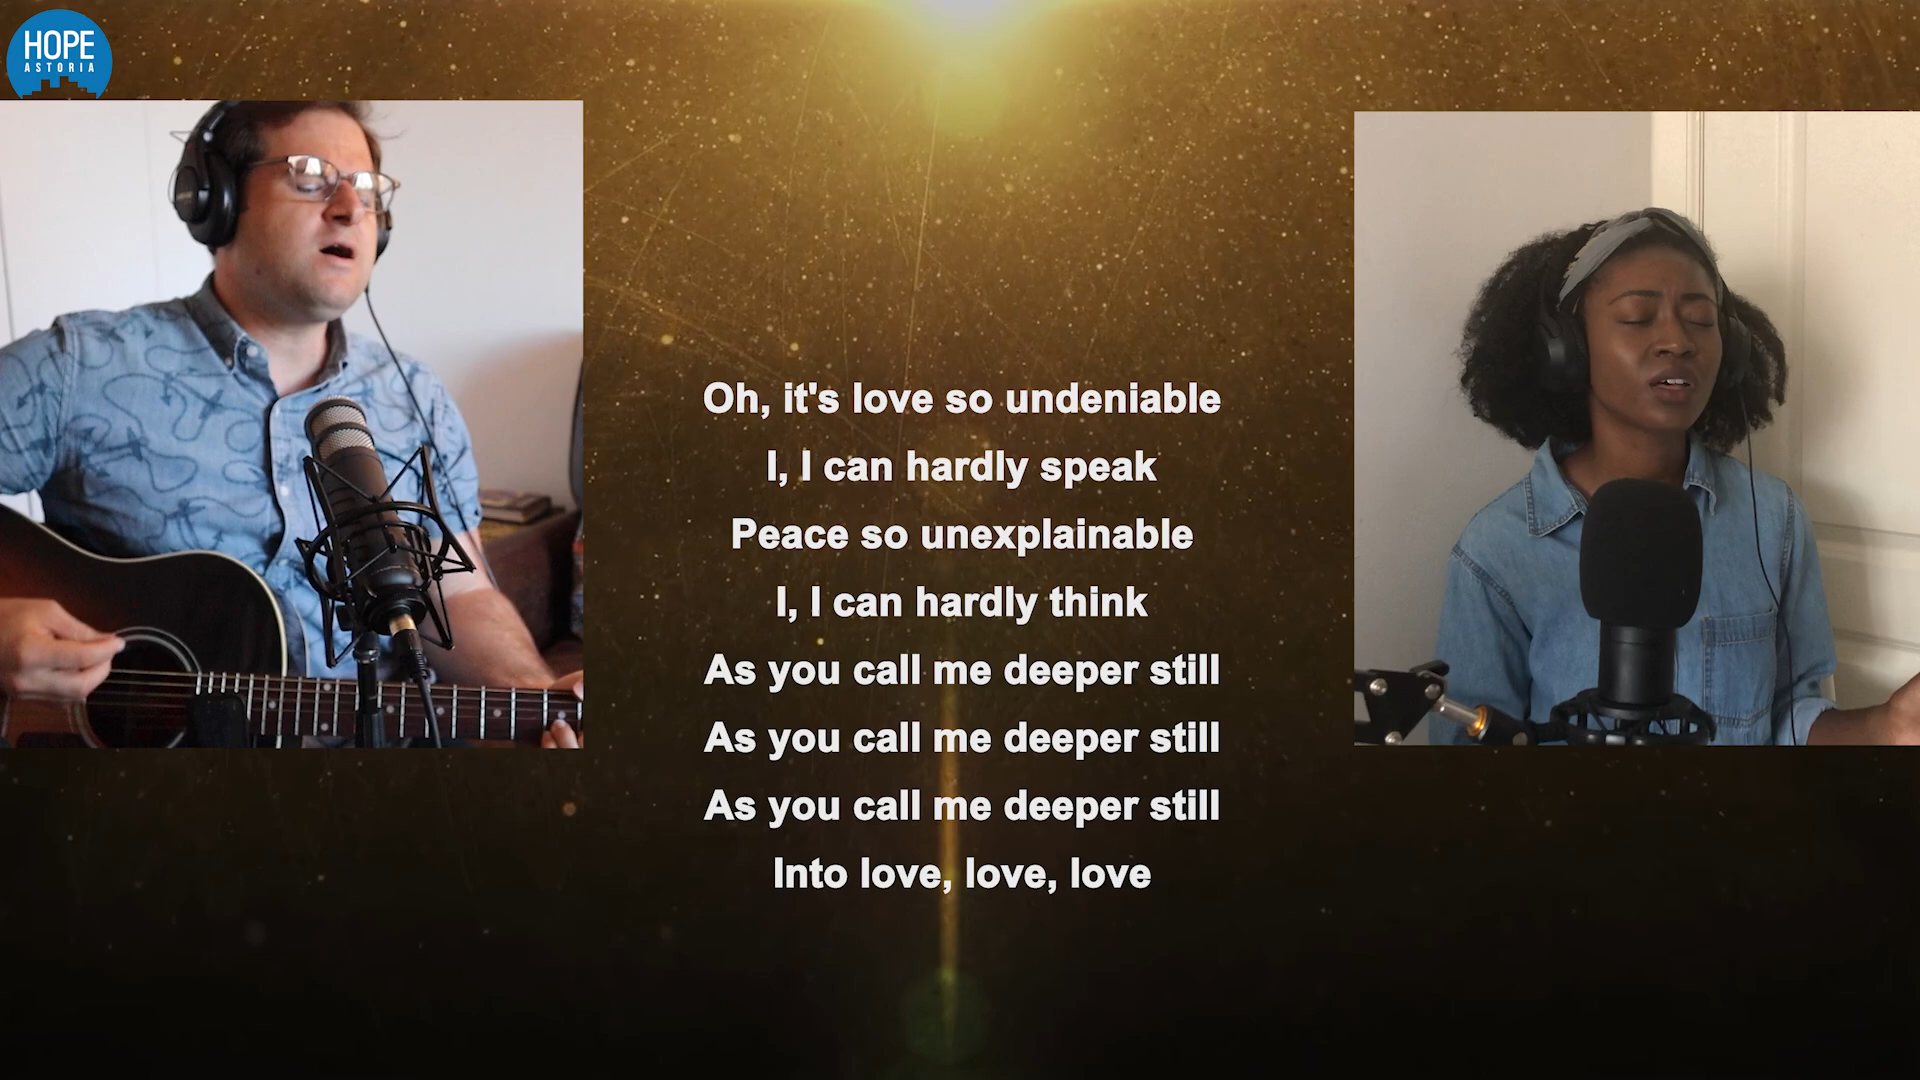 HOPE
ASTORIA
Oh, it's love so undeniable
I, I can hardly speak
Peace so unexplainable
I, I can hardly think
As you call me deeper still
As you call me deeper still
As you call me deeper still
Into love, love, love